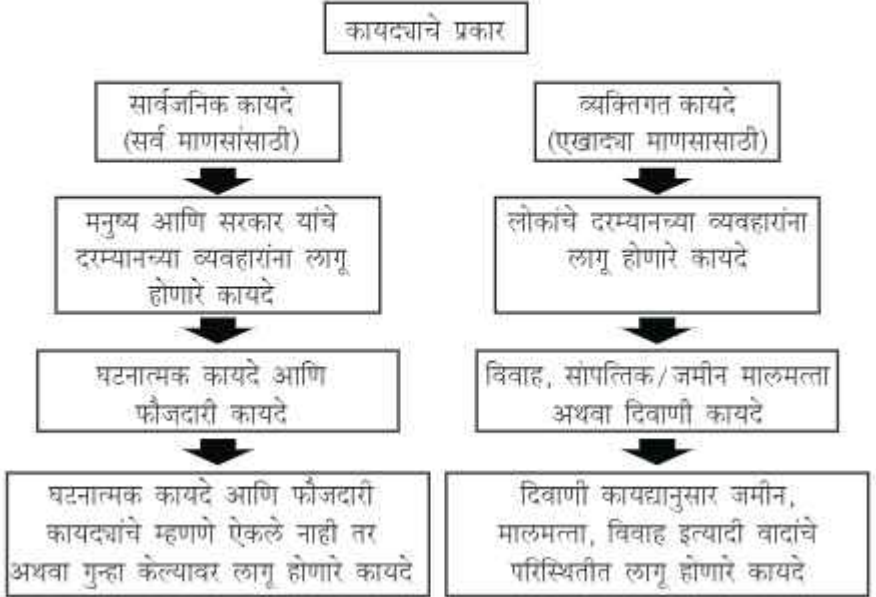 कायद्याचे प्रकार
सार्वजनिक कायदे
(सर्व माणसांसाठी)
मनुष्य आणि सरकार यांचे
दरम्यानच्या व्यवहारांना लागू
होणारे कायदे
घटनात्मक कायदे आणि
फौजदारी कायदे
घटनात्मक कायदे आणि फौजदारी
कायद्यांचे म्हणणे ऐकले नाही तर
अथवा गुन्हा केल्यावर लागू होणारे कायदे
व्यक्तिगत कायदे
(एखाद्या माणसासाठी)
लोकांचे दरम्यानच्या व्यवहारांना
लागू होणारे कायदे
विवाह, सांपत्तिक/जमीन मालमत्ता
अथवा दिवाणी कायदे
दिवाणी कायद्यानुसार जमीन,
मालमत्ता, विवाह इत्यादी वादांचे
परिस्थितीत लागू होणारे कायदे